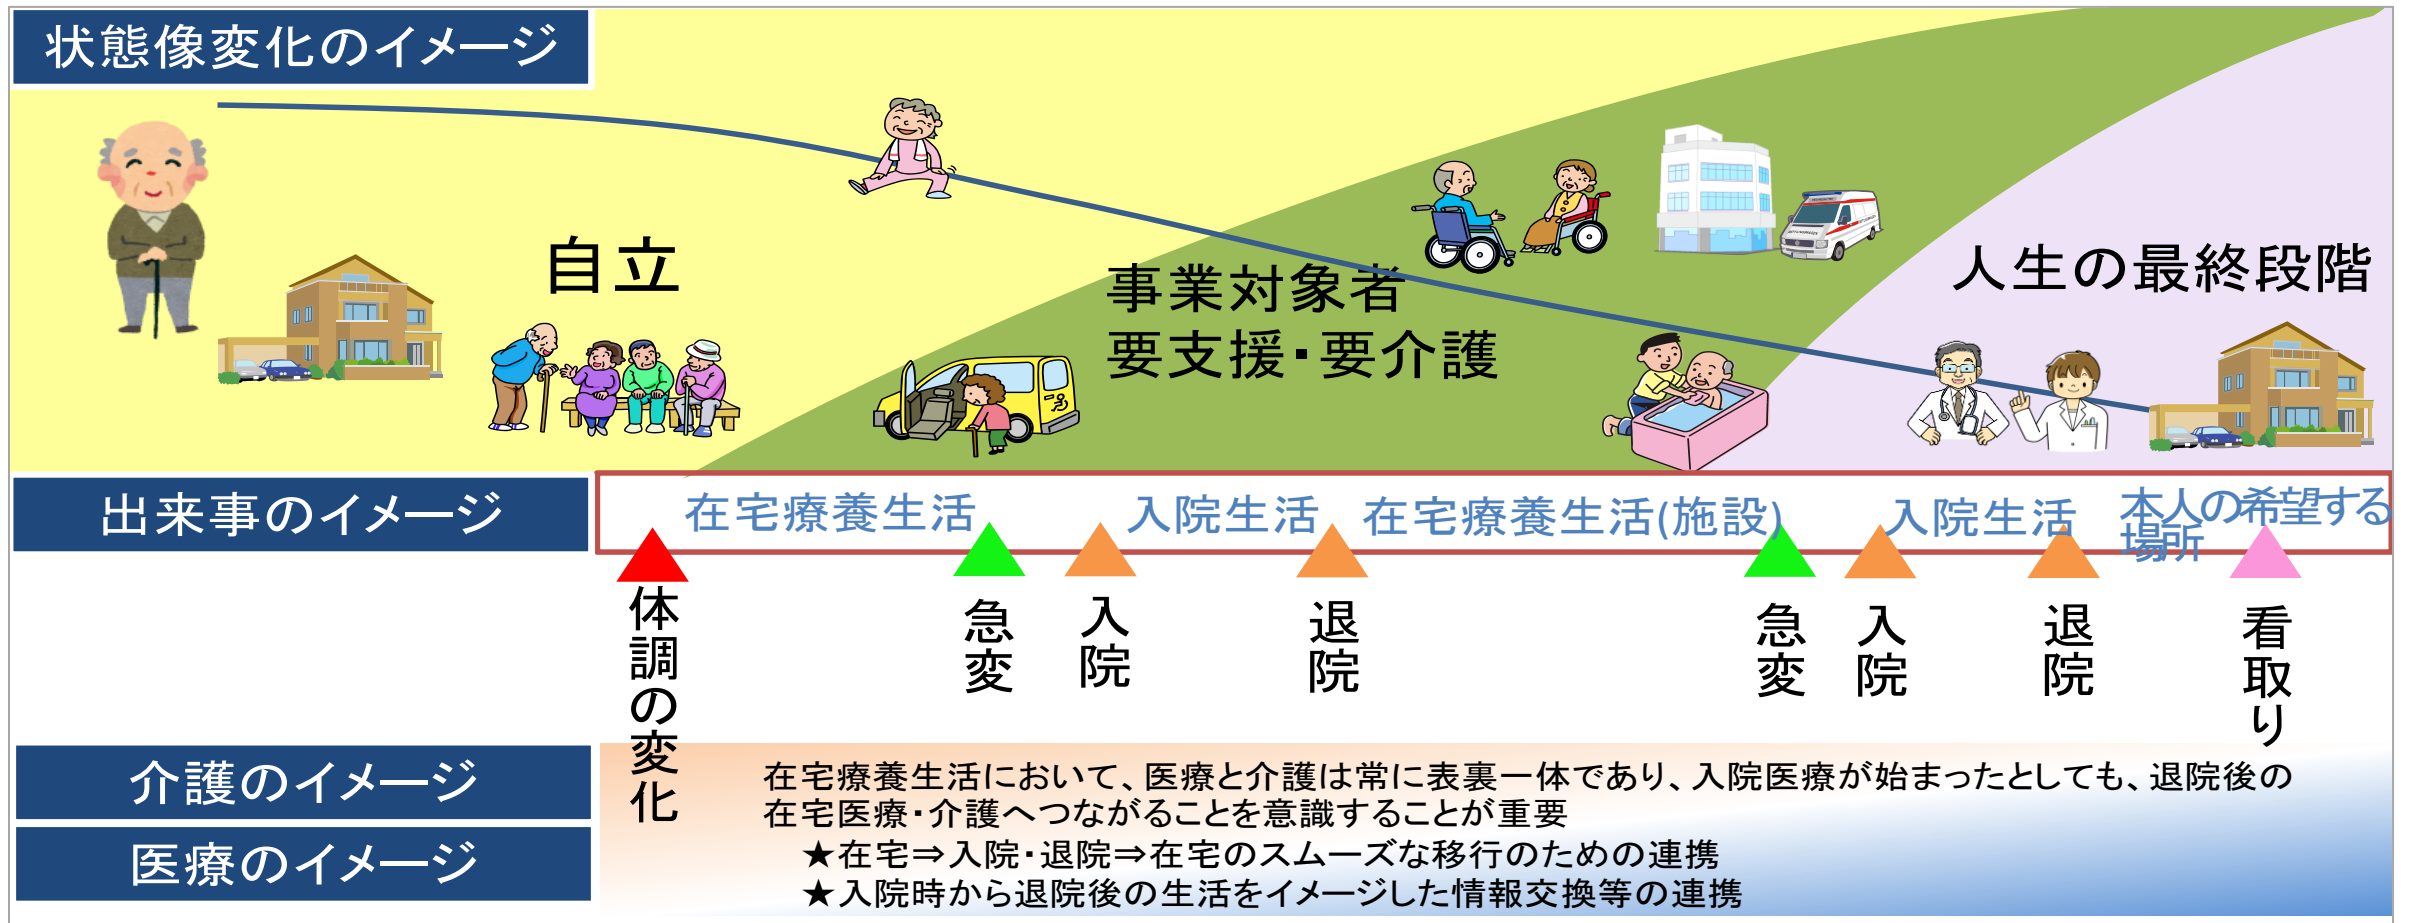 状態像変化のイメージ
自立
事業対象者
要支援・要介護
人生の最終段階
出来事のイメージ
在宅療養生活
入院生活
在宅療養生活(施設)
入院生活
本人の希望する
場所
体調の変化
急変
入院
退院
急変
入院
退院
看取り
介護のイメージ
医療のイメージ
在宅療養生活において、医療と介護は常に表裏一体であり、入院医療が始まったとしても、退院後の
在宅医療・介護へつながることを意識することが重要
★在宅⇒入院・退院⇒在宅のスムーズな移行のための連携
★入院時から退院後の生活をイメージした情報交換等の連携